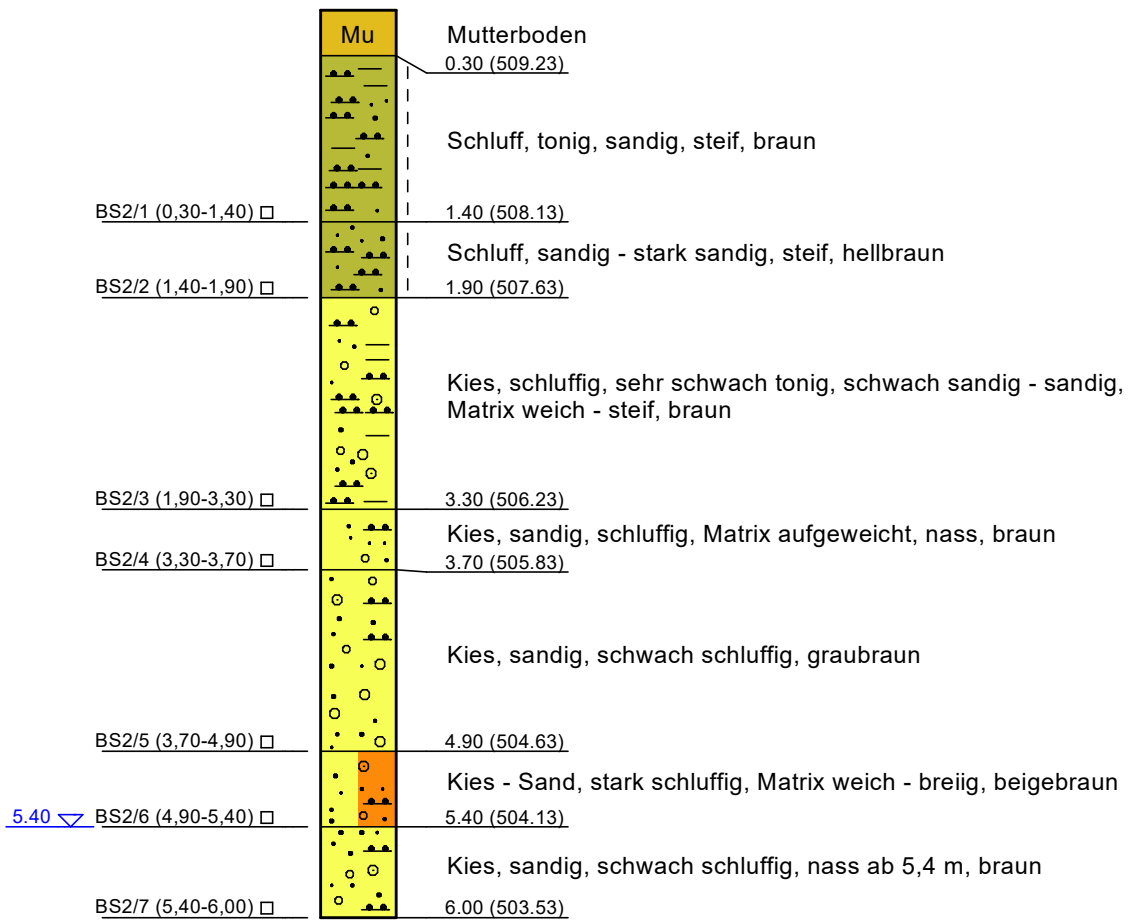 Mu Mutterboden
0.30 (509.23)
Schluff, tonig, sandig, steif, braun
BS2/1 (0,30-1,40) 1.40 (508.13)
Schluff, sandig - stark sandig, steif, hellbraun
BS2/2 (1,40-1,90) 1.90 (507.63)
Kies, schluffig, sehr schwach tonig, schwach sandig - sandig,
Matrix weich - steif, braun
BS2/3 (1,90-3,30) 3.30 (506.23)
Kies, sandig, schluffig, Matrix aufgeweicht, nass, braun
BS2/4 (3,30-3,70) 3.70 (505.83)
Kies, sandig, schwach schluffig, graubraun
BS2/5 (3,70-4,90) 4.90 (504.63)
Kies - Sand, stark schluffig, Matrix weich - breiig, beigebraun
5.40 BS2/6 (4,90-5,40) 5.40 (504.13)
Kies, sandig, schwach schluffig, nass ab 5,4 m, braun
BS2/7 (5,40-6,00) 6.00 (503.53)